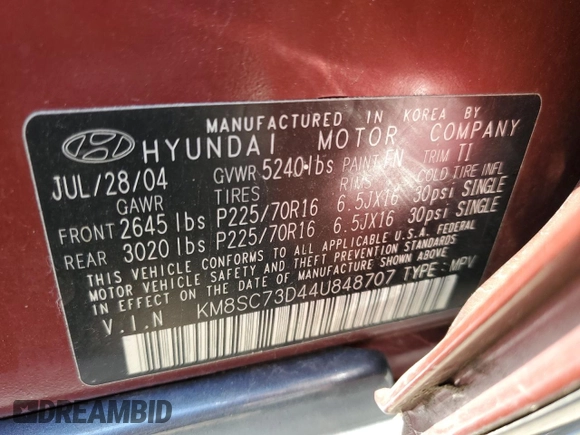 MANUFACTURED IN KOREA BY
HYUNDAI MOTOR COMPANY
JUL/28/04 GVWR 5240 lbs PAINT FN TRIM TI
GAWR TIRES RIMS COLD TIRE INFL
FRONT 2645 lbs P225/70R16 6.5JX16 30psi SINGLE
REAR 3020 lbs P225/70R16 6.5JX16 30psi SINGLE
THIS VEHICLE CONFORMS TO ALL APPLICABLE U.S.A. FEDERAL
MOTOR VEHICLE SAFETY AND THEFT PREVENTION STANDARDS
IN EFFECT ON THE DATE OF MANUFACTURE SHOWN ABOVE.
V.I.N KM8SC73D44U848707 TYPE: MPV
DREAMBID